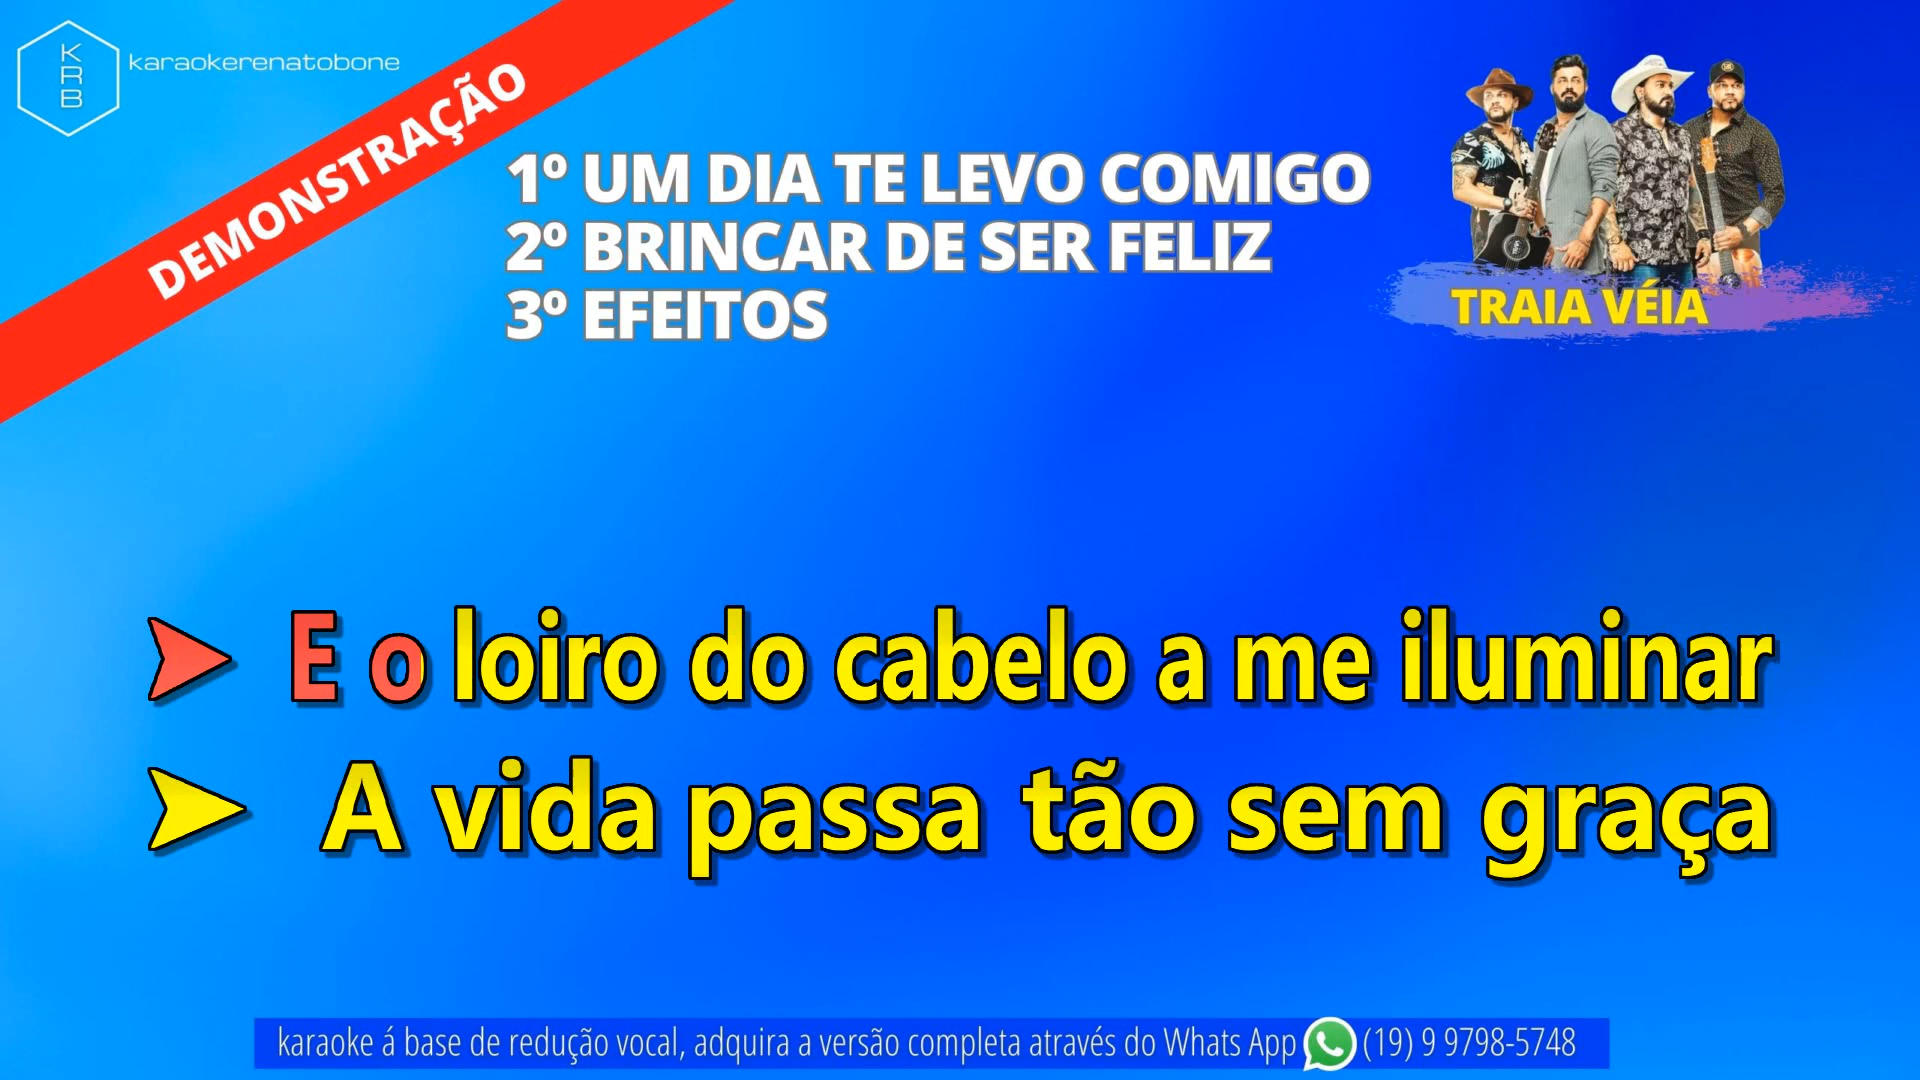 KRB
karaokerenatobone
DEMONSTRAÇÃO
1º UM DIA TE LEVO COMIGO
2º BRINCAR DE SER FELIZ
3º EFEITOS
TRAIA VÉIA
➤ E o loiro do cabelo a me iluminar
➤ A vida passa tão sem graça
karaoke á base de redução vocal, adquira a versão completa através do Whats App (19) 9 9798-5748